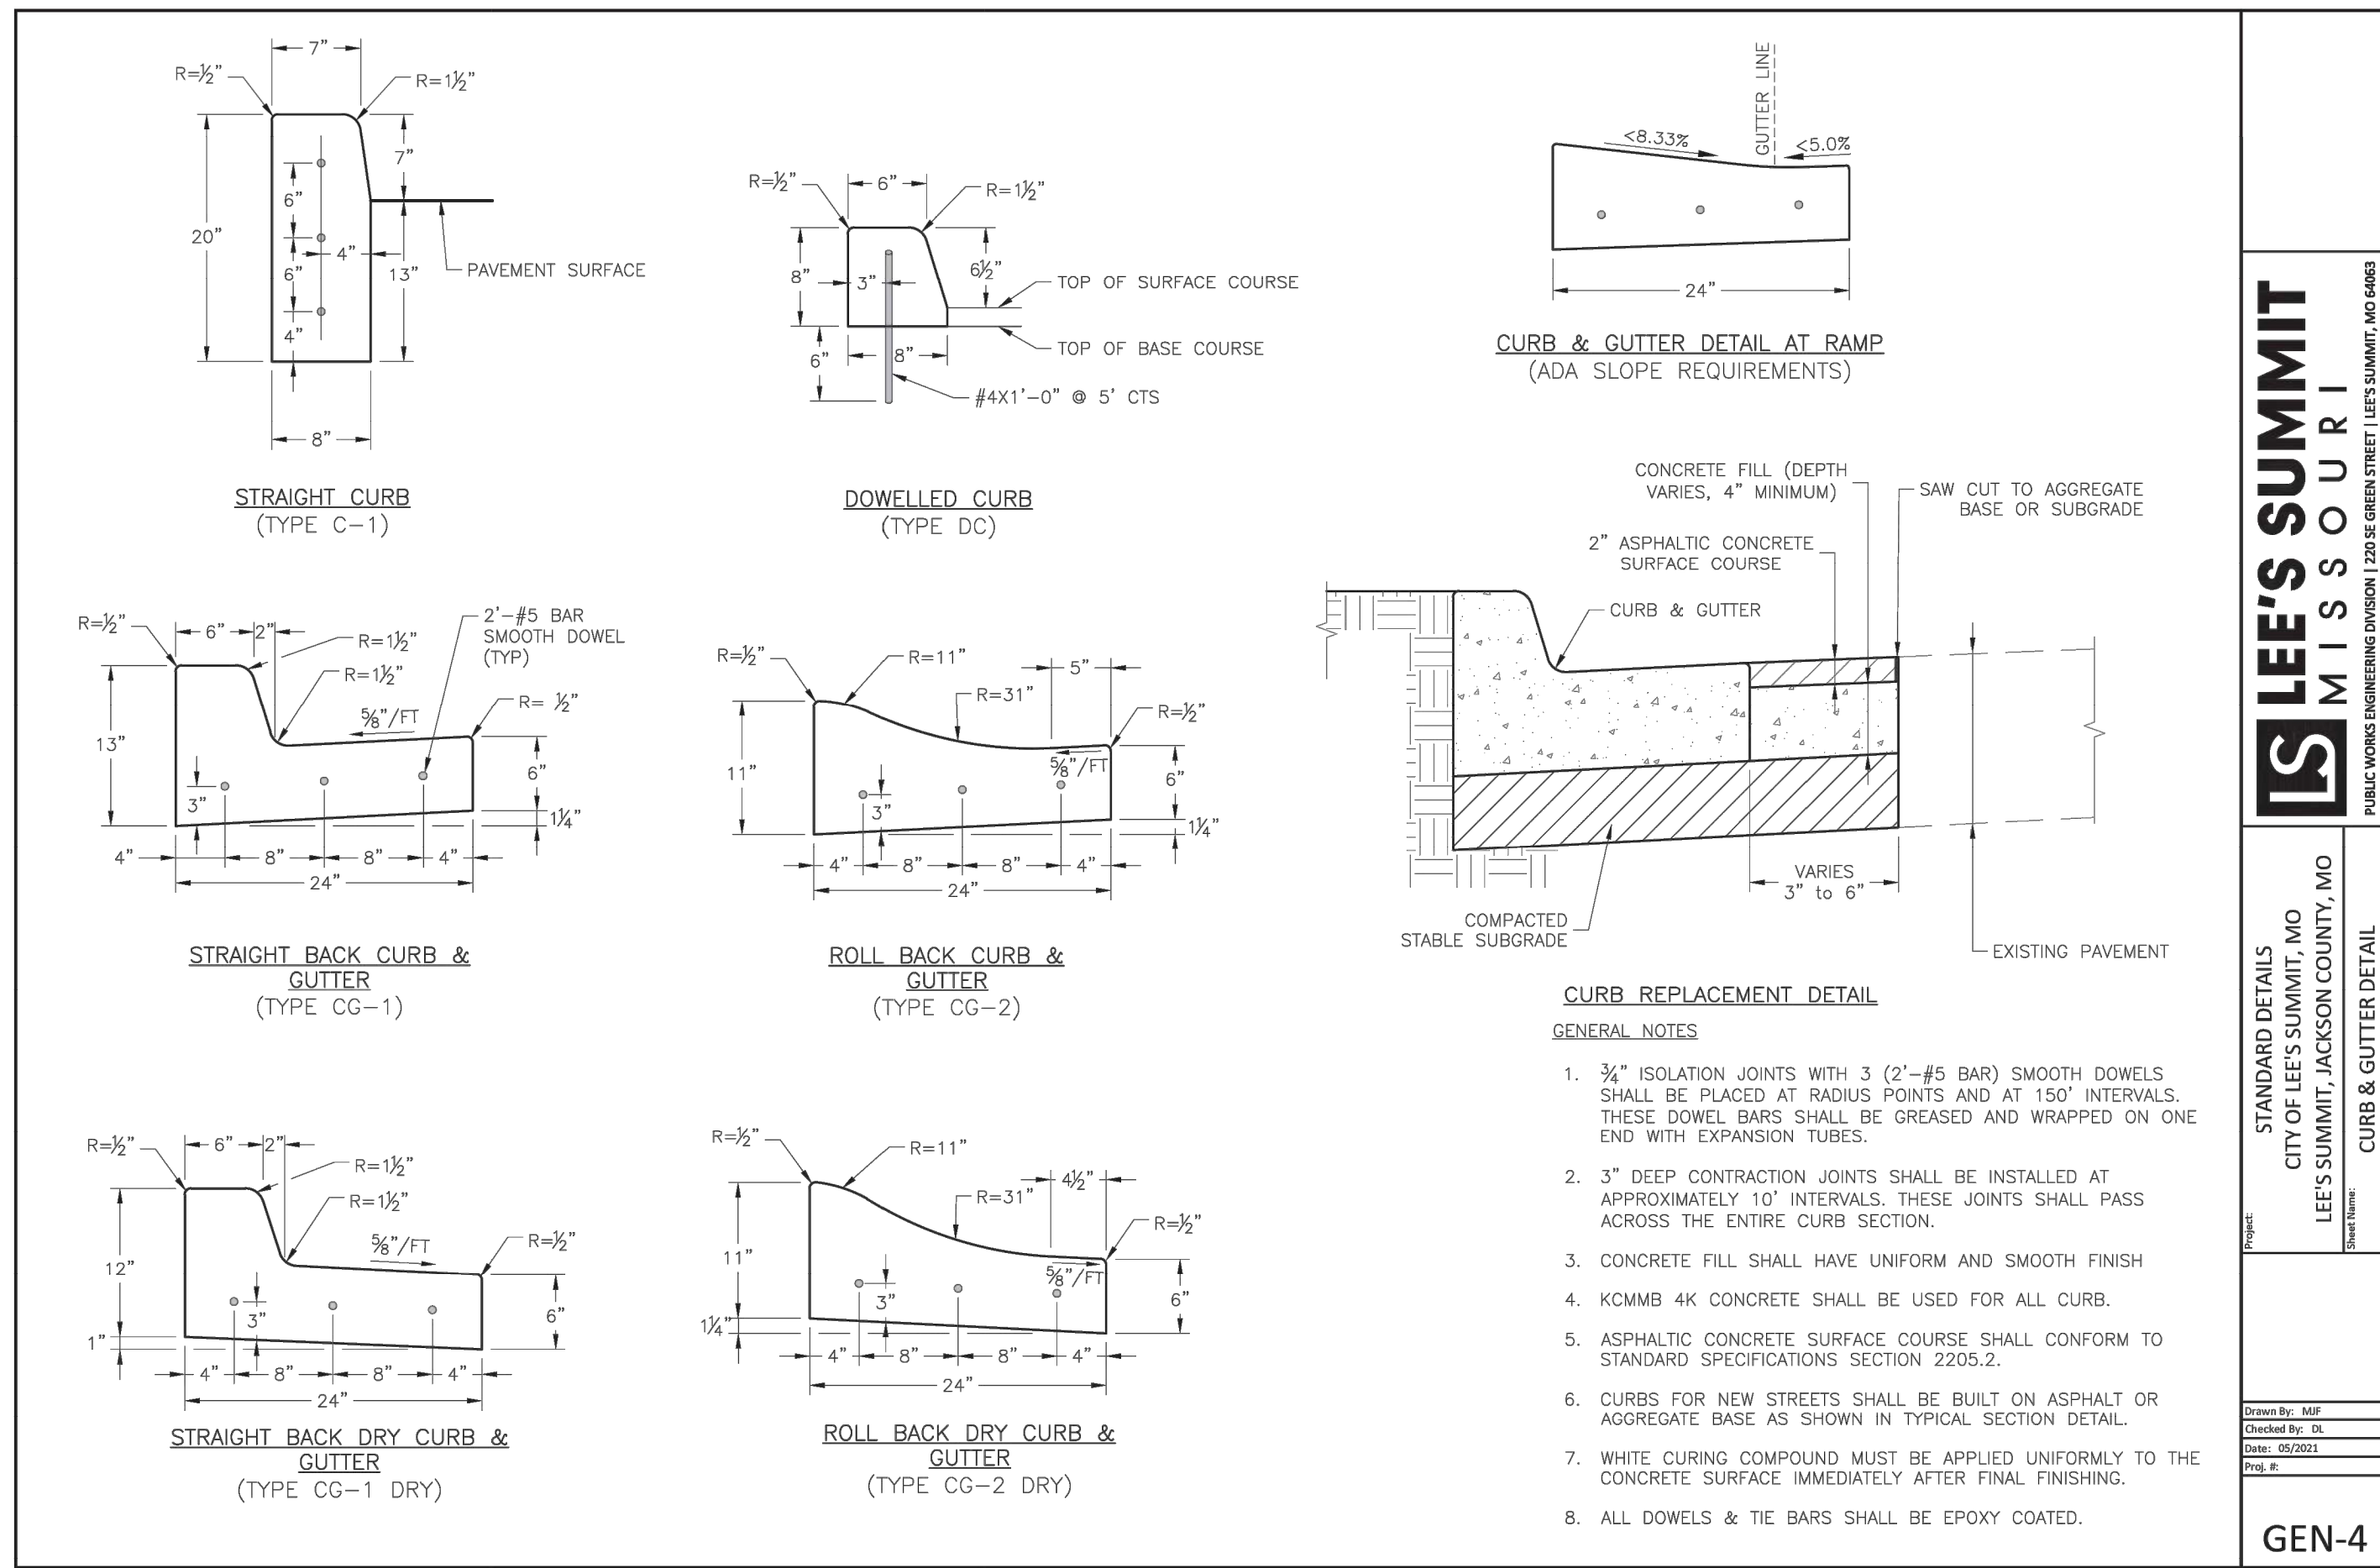 7"
R=½"
R=1½"
7"
6"
20"
4"
6"
13"
PAVEMENT SURFACE
4"
8"
STRAIGHT CURB
(TYPE C-1)
R=½"
6"
R=1½"
8"
3"
6½"
TOP OF SURFACE COURSE
6"
8"
TOP OF BASE COURSE
#4X1'-0" @ 5' CTS
DOWELLED CURB
(TYPE DC)
GUTTER LINE
<8.33%
<5.0%
24"
CURB & GUTTER DETAIL AT RAMP
(ADA SLOPE REQUIREMENTS)
R=½"
6"
2"
R=1½"
R=1½"
2'-#5 BAR
SMOOTH DOWEL
(TYP)
R= ½"
⅝"/FT
13"
3"
6"
1¼"
4"
8"
8"
4"
24"
STRAIGHT BACK CURB &
GUTTER
(TYPE CG-1)
R=½"
R=11"
R=31"
5"
R=½"
⅝"/FT
11"
3"
6"
1¼"
4"
8"
8"
4"
24"
ROLL BACK CURB &
GUTTER
(TYPE CG-2)
CONCRETE FILL (DEPTH
VARIES, 4" MINIMUM)
SAW CUT TO AGGREGATE
BASE OR SUBGRADE
2" ASPHALTIC CONCRETE
SURFACE COURSE
CURB & GUTTER
VARIES
3" to 6"
COMPACTED
STABLE SUBGRADE
EXISTING PAVEMENT
CURB REPLACEMENT DETAIL
R=½"
6"
2"
R=1½"
R=1½"
⅝"/FT
R=½"
12"
3"
6"
1"
4"
8"
8"
4"
24"
STRAIGHT BACK DRY CURB &
GUTTER
(TYPE CG-1 DRY)
R=½"
R=11"
R=31"
4½"
R=½"
⅝"/FT
11"
3"
6"
1¼"
4"
8"
8"
4"
24"
ROLL BACK DRY CURB &
GUTTER
(TYPE CG-2 DRY)
GENERAL NOTES
1. ¾" ISOLATION JOINTS WITH 3 (2'-#5 BAR) SMOOTH DOWELS
SHALL BE PLACED AT RADIUS POINTS AND AT 150' INTERVALS.
THESE DOWEL BARS SHALL BE GREASED AND WRAPPED ON ONE
END WITH EXPANSION TUBES.
2. 3" DEEP CONTRACTION JOINTS SHALL BE INSTALLED AT
APPROXIMATELY 10' INTERVALS. THESE JOINTS SHALL PASS
ACROSS THE ENTIRE CURB SECTION.
3. CONCRETE FILL SHALL HAVE UNIFORM AND SMOOTH FINISH
4. KCMMB 4K CONCRETE SHALL BE USED FOR ALL CURB.
5. ASPHALTIC CONCRETE SURFACE COURSE SHALL CONFORM TO
STANDARD SPECIFICATIONS SECTION 2205.2.
6. CURBS FOR NEW STREETS SHALL BE BUILT ON ASPHALT OR
AGGREGATE BASE AS SHOWN IN TYPICAL SECTION DETAIL.
7. WHITE CURING COMPOUND MUST BE APPLIED UNIFORMLY TO THE
CONCRETE SURFACE IMMEDIATELY AFTER FINAL FINISHING.
8. ALL DOWELS & TIE BARS SHALL BE EPOXY COATED.
LS
LEE'S SUMMIT
MISSOURI
PUBLIC WORKS ENGINEERING DIVISION | 220 SE GREEN STREET | LEE'S SUMMIT, MO 64063
Project:
STANDARD DETAILS
CITY OF LEE'S SUMMIT, MO
LEE'S SUMMIT, JACKSON COUNTY, MO
Sheet Name:
CURB & GUTTER DETAIL
Drawn By: MJF
Checked By: DL
Date: 05/2021
Proj. #:
GEN-4